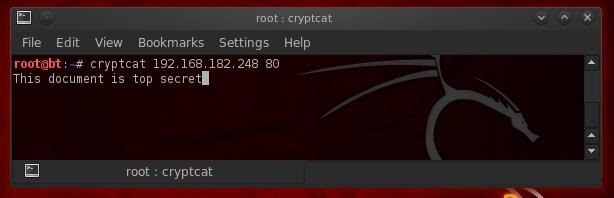 root : cryptcat
File Edit View Bookmarks Settings Help
root@bt:~# cryptcat 192.168.182.248 80
This document is top secret
root : cryptcat